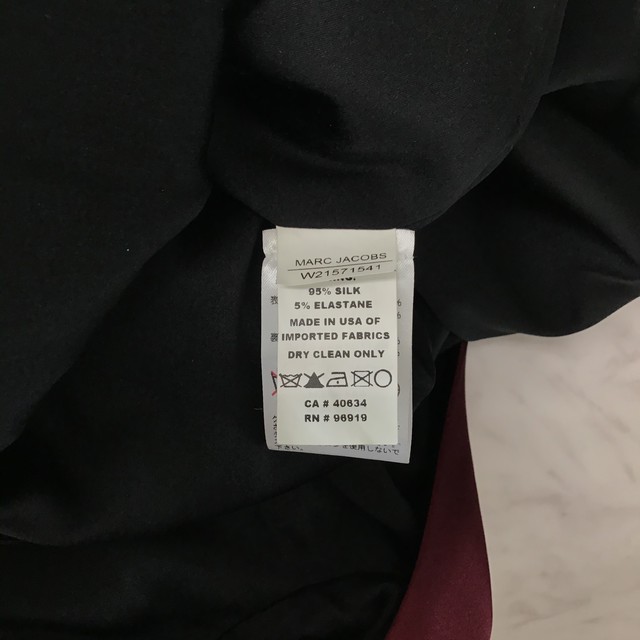 MARC JACOBS
W21571541
95% SILK
5% ELASTANE
MADE IN USA OF
IMPORTED FABRICS
DRY CLEAN ONLY
CA # 40634
RN # 96919